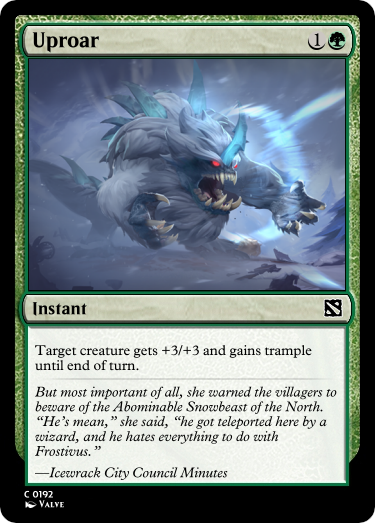 Uproar
1
Instant
Target creature gets +3/+3 and gains trample
until end of turn.
But most important of all, she warned the villagers to
beware of the Abominable Snowbeast of the North.
“He’s mean,” she said, “he got teleported here by a
wizard, and he hates everything to do with
Frostivus.”
—Icewrack City Council Minutes
C 0192
Valve